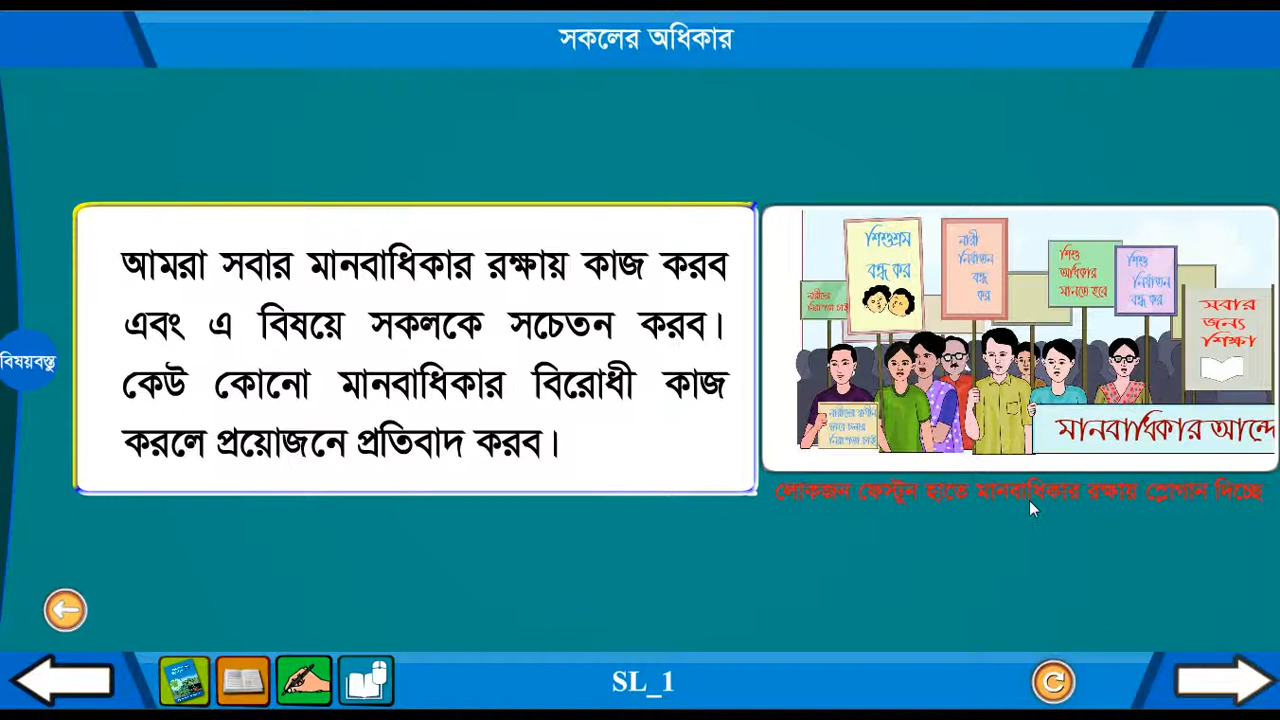 সকলের অধিকার
আমরা সবার মানবাধিকার রক্ষায় কাজ করব
এবং এ বিষয়ে সকলকে সচেতন করব।
কেউ কোনো মানবাধিকার বিরোধী কাজ
করলে প্রয়োজনে প্রতিবাদ করব।
বিষয়বস্তু
শিশুশ্রম
বন্ধ কর
নারী
নির্যাতন
বন্ধ
কর
শিশু
অধিকার
মানতে হবে
শিশু
নির্যাতন
বন্ধ কর
সবার
জন্য
শিক্ষা
মানবাধিকার আন্দে
লোকজন ফেস্টুন হাতে মানবাধিকার রক্ষায় স্লোগান দিচ্ছে
SL_1